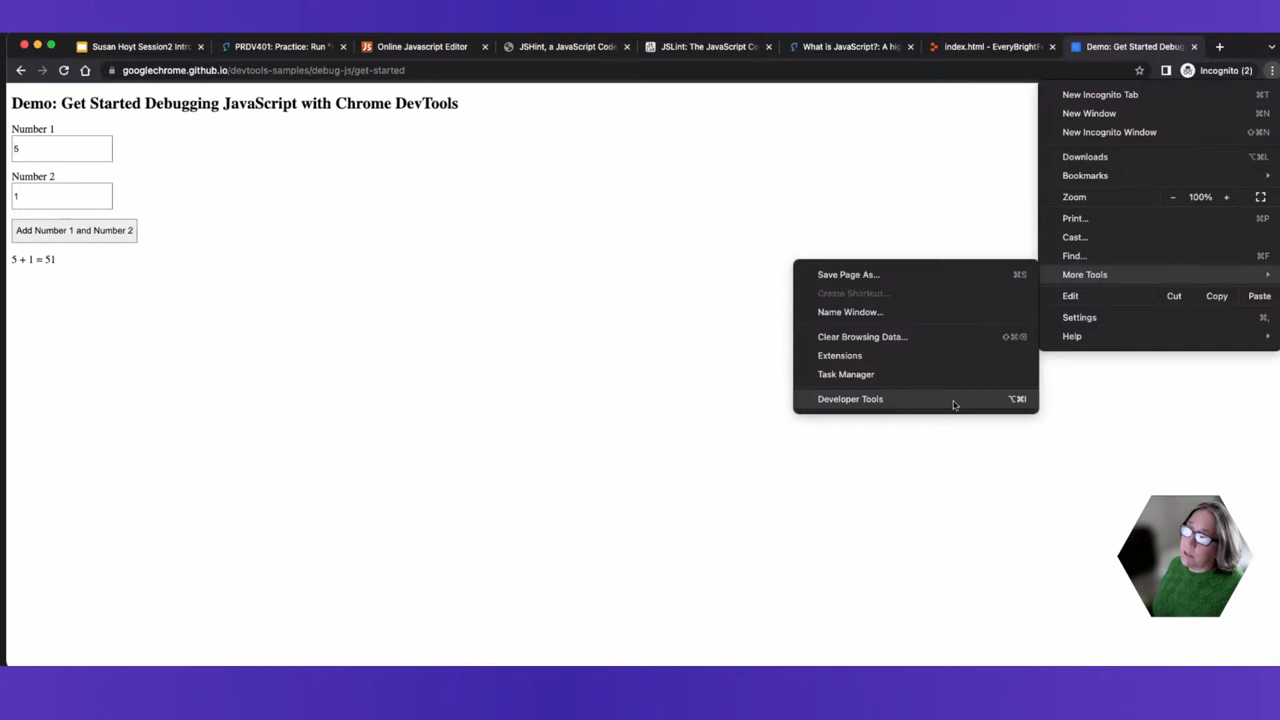 Susan Hoyt Session2 Intro
PRDV401: Practice: Run "
Online Javascript Editor
JSHint, a JavaScript Code
JSLint: The JavaScript Co
What is JavaScript?: A hi
index.html - EveryBrightF
Demo: Get Started Debug
googlechrome.github.io/devtools-samples/debug-js/get-started
Incognito (2)
Demo: Get Started Debugging JavaScript with Chrome DevTools
Number 1
5
Number 2
1
Add Number 1 and Number 2
5 + 1 = 51
New Incognito Tab ⌘T
New Window ⌘N
New Incognito Window ⇧⌘N
Downloads ⌥⌘L
Bookmarks
Zoom − 100% +
Print... ⌘P
Cast...
Find... ⌘F
More Tools
Edit Cut Copy Paste
Settings ⌘,
Help
Save Page As... ⌘S
Create Shortcut...
Name Window...
Clear Browsing Data... ⇧⌘⌫
Extensions
Task Manager
Developer Tools ⌥⌘I